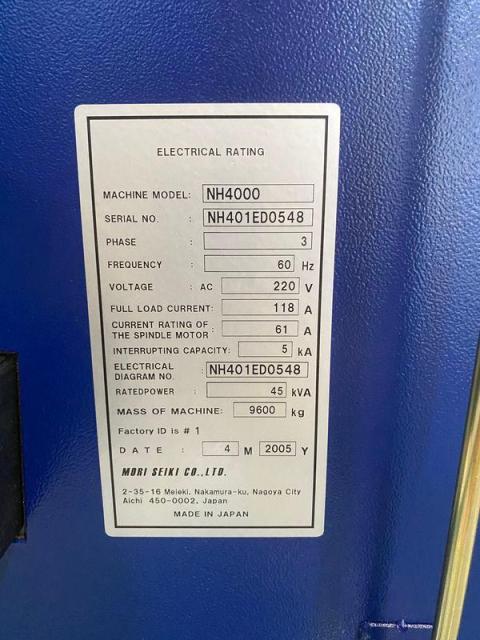 ELECTRICAL RATING
MACHINE MODEL: NH4000
SERIAL NO. : NH401ED0548
PHASE : 3
FREQUENCY : 60 Hz
VOLTAGE : AC 220 V
FULL LOAD CURRENT: 118 A
CURRENT RATING OF
THE SPINDLE MOTOR : 61 A
INTERRUPTING CAPACITY: 5 kA
ELECTRICAL
DIAGRAM NO. : NH401ED0548
RATEDPOWER : 45 kVA
MASS OF MACHINE: 9600 kg
Factory ID is # 1
DATE : 4 M 2005 Y
MORI SEIKI CO.,LTD.
2-35-16 Meieki, Nakamura-ku, Nagoya City
Aichi 450-0002, Japan
MADE IN JAPAN